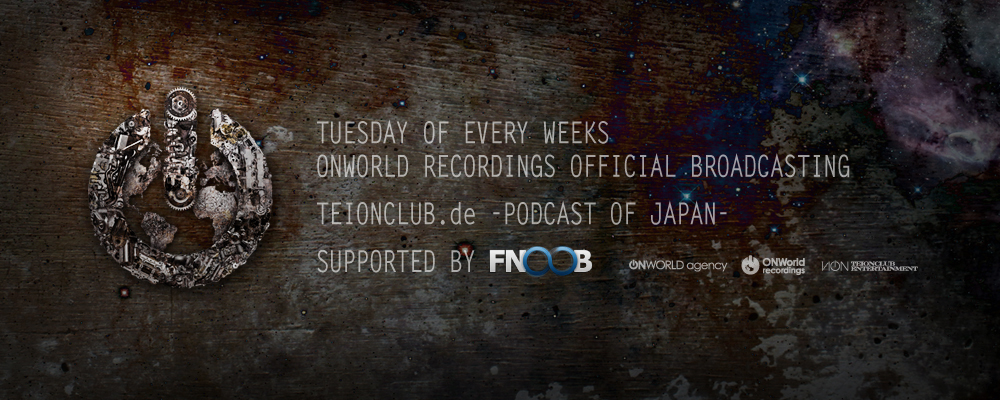 TUESDAY OF EVERY WEEKS
ONWORLD RECORDINGS OFFICIAL BROADCASTING
TEIONCLUB.de -PODCAST OF JAPAN-
SUPPORTED BY FNOOB
ONWORLD agency
ONWorld
recordings
NON TEIONCLUB
ENTERTAINMENT